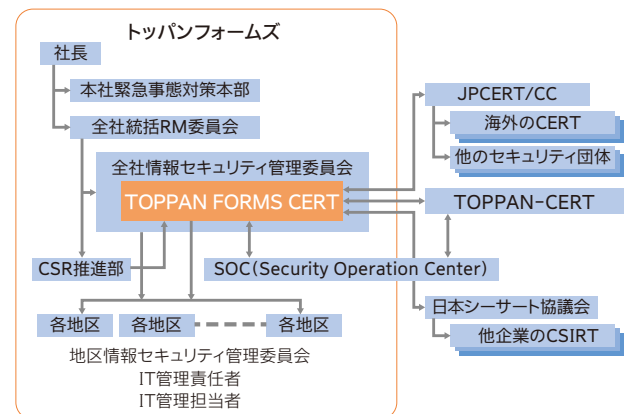 トッパンフォームズ
社長
本社緊急事態対策本部
全社統括RM委員会
全社情報セキュリティ管理委員会
TOPPAN FORMS CERT
CSR推進部
SOC(Security Operation Center)
各地区
各地区
各地区
地区情報セキュリティ管理委員会
IT管理責任者
IT管理担当者
JPCERT/CC
海外のCERT
他のセキュリティ団体
TOPPAN-CERT
日本シーサート協議会
他企業のCSIRT